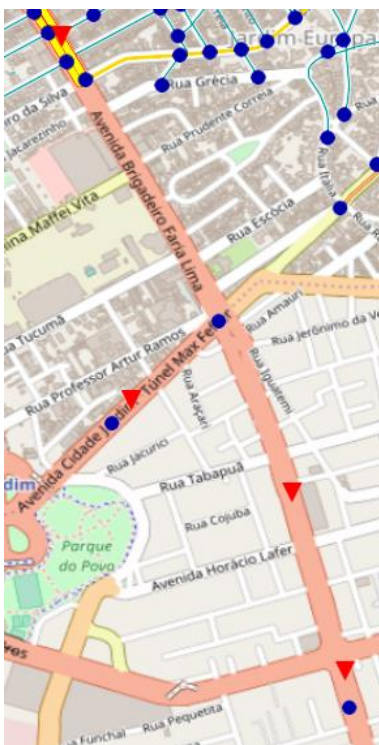 Jardim Europa
Rua Grécia
iro da Silva
Jacarezinho
Rua Prudente Correia
Avenida Brigadeiro Faria Lima
Rua Itália
nina Maffei Vita
Rua Escócia
Rua Tucumã
Rua Professor Artur Ramos
Rua Amauri
Rua Jerônimo da Ve
Avenida Cidade Jardim
Túnel Max Feffer
Rua Iguatemi
Rua Araçari
Rua Jacurici
Rua Tabapuã
dim
Rua Cojuba
Parque
do Povo
Avenida Horácio Lafer
Rua Pequetita
Rua Funchal